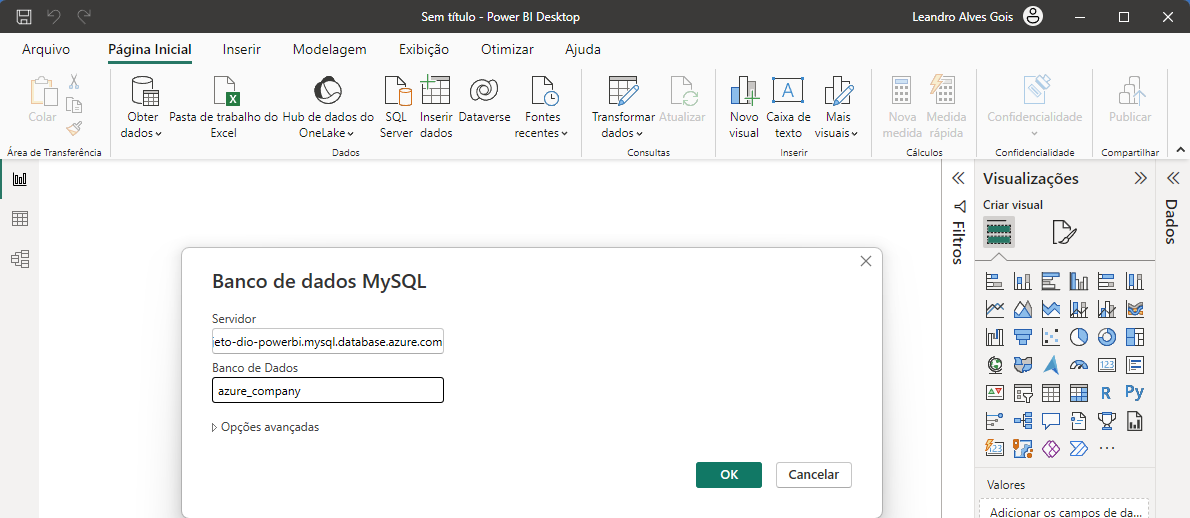 Sem título - Power BI Desktop
Leandro Alves Gois
Arquivo
Página Inicial
Inserir
Modelagem
Exibição
Otimizar
Ajuda
Colar
Obter dados
Pasta de trabalho do Excel
Hub de dados do OneLake
SQL Server
Inserir dados
Dataverse
Fontes recentes
Transformar dados
Atualizar
Novo visual
Caixa de texto
A
Mais visuais
Nova medida
Medida rápida
Confidencialidade
Publicar
Área de Transferência
Dados
Consultas
Inserir
Cálculos
Confidencialidade
Compartilhar
Banco de dados MySQL
Servidor
eto-dio-powerbi.mysql.database.azure.com
Banco de Dados
azure_company
Opções avançadas
OK
Cancelar
Filtros
Visualizações
Criar visual
123
R
Py
123
Valores
Adicionar os campos de da...
Dados